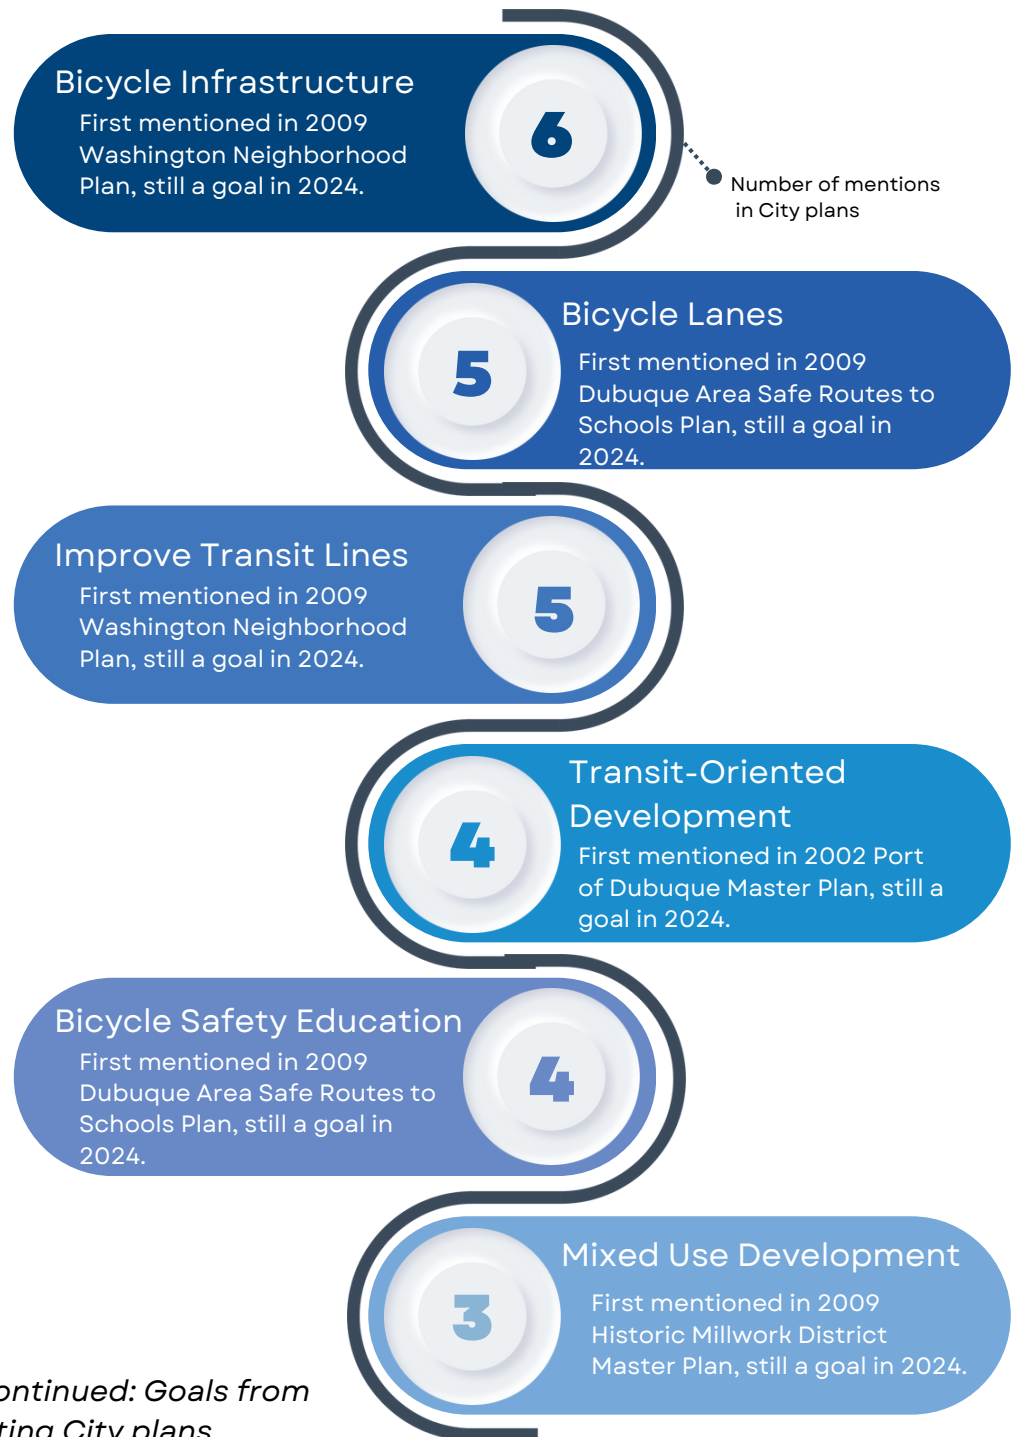 Bicycle Infrastructure
First mentioned in 2009
Washington Neighborhood
Plan, still a goal in 2024.
6
Number of mentions
in City plans
Bicycle Lanes
5
First mentioned in 2009
Dubuque Area Safe Routes to
Schools Plan, still a goal in
2024.
Improve Transit Lines
First mentioned in 2009
Washington Neighborhood
Plan, still a goal in 2024.
5
Transit-Oriented
Development
4
First mentioned in 2002 Port
of Dubuque Master Plan, still a
goal in 2024.
Bicycle Safety Education
First mentioned in 2009
Dubuque Area Safe Routes to
Schools Plan, still a goal in
2024.
4
Mixed Use Development
3
First mentioned in 2009
Historic Millwork District
Master Plan, still a goal in 2024.
ontinued: Goals from
ting City plans